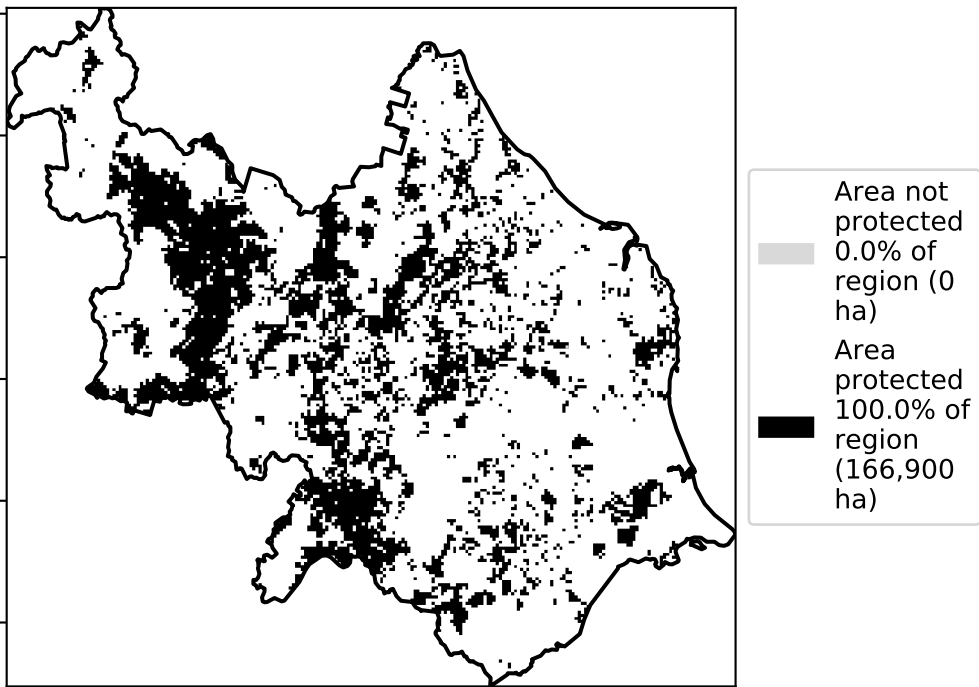 Area not
protected
0.0% of
region (0
ha)
Area
protected
100.0% of
region
(166,900
ha)